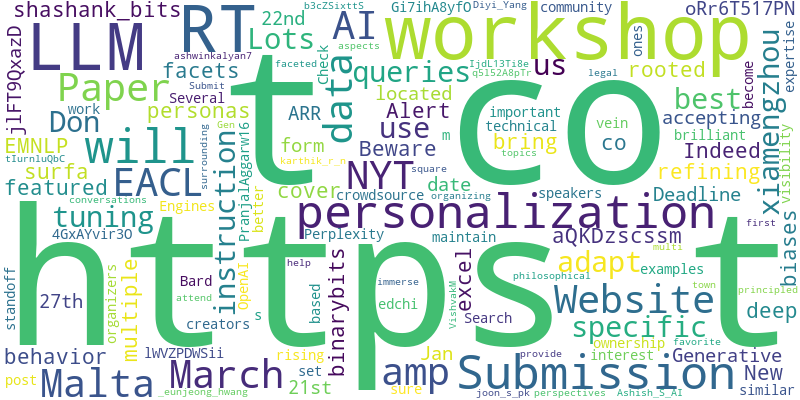 shashank_bits
RT
22nd
b3cZSixttS
Gi7ihA8yfO
Diyi_Yang
community
oRr6T517PN
LLM
Lots
AI
workshop
jlFT9QxazD
ashwinkalyan7
aspects
facets
faceted
Check
IjdL13Ti8e
us
rooted
ones
expertise
Paper
Submit
data
queries
qS152A8pTr
legal
become
Several
personas
ARR
located
best
Don
work
Alert
important
technical
vein
accepting
EMNLP
will
t
co
form
use
bring
m
co
brilliant
xiamengzhou
tIurnluQbC
surrounding
Gen
karthik_r_n
Beware
topics
NYT
Indeed
surfa
conversations
EACL
instruction
PranjalAggarw16
cover
date
square
organizing
refining
visibility
featured
Engines
better
crowdsource
speakers
Deadline
tuning
personalization
4GxAYvir3O
Perplexity
maintain
aQKDzscssm
biases
https
t
standoff
organizers
multiple
Bard
OpenAI
help
binarybits
excel
philosophical
adapt
examples
multi
first
27th
attend
based
immerse
edchi
VishvakM
Search
Website
town
principled
deep
creators
s
specific
ownership
favorite
behavior
lWVZPDWSii
rising
Jan
interest
Generative
Malta
March
set
amp
Submission
provide
New
post
_eunjeong_hwang
21st
sure
joon_s_pk
perspectives
Ashish_S_AI
similar